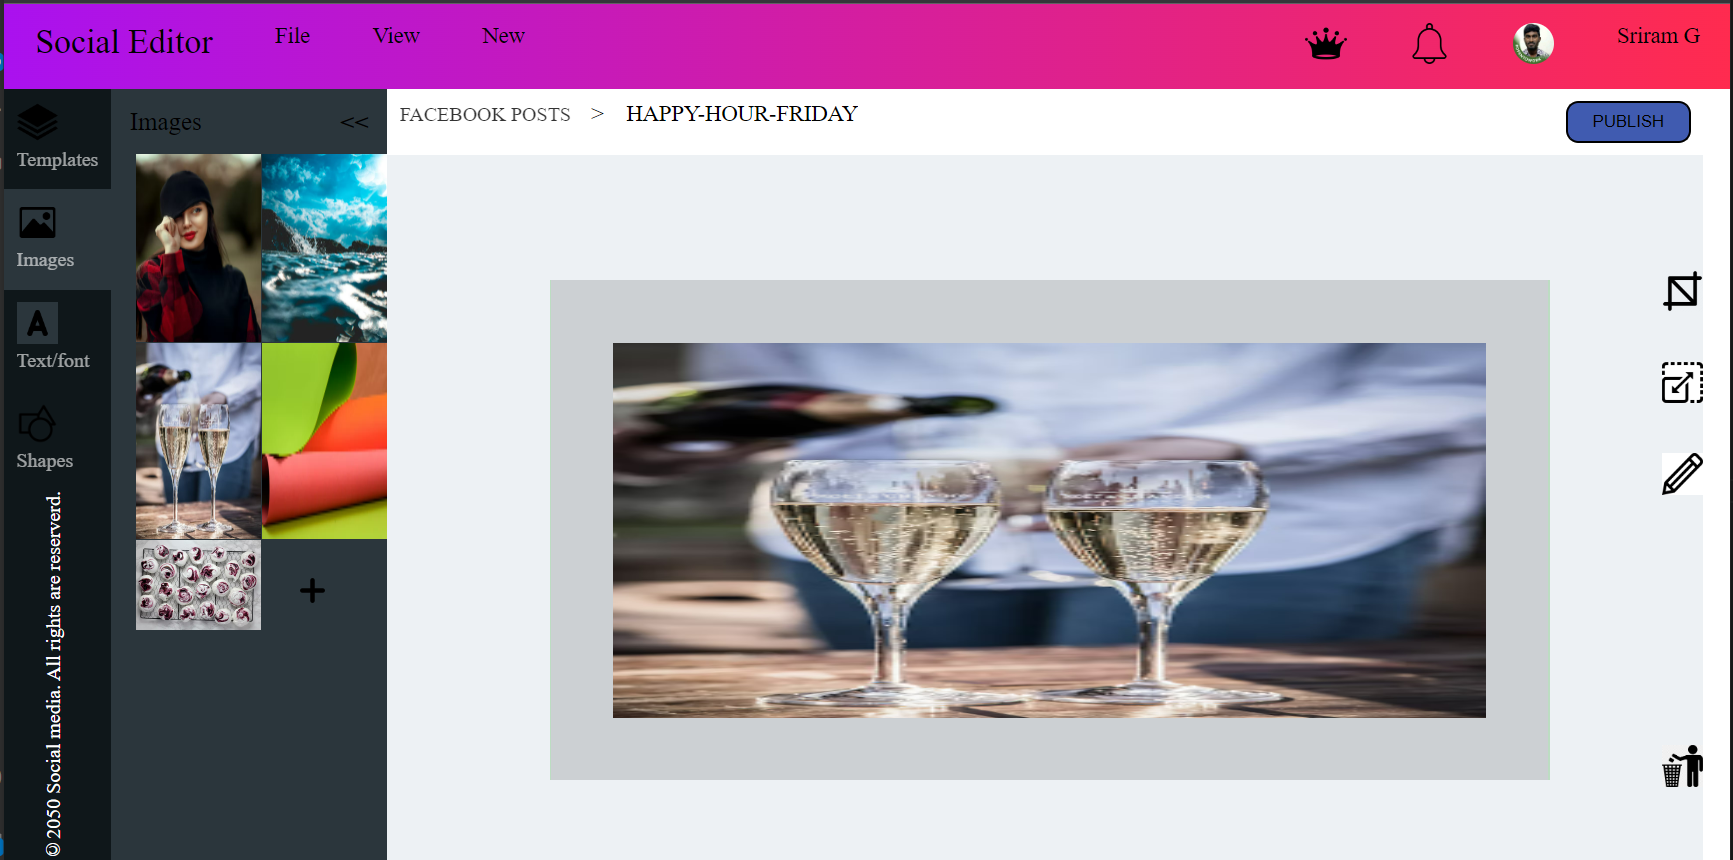 Social Editor
File
View
New
Sriram G
Templates
Images
Text/font
Shapes
©2050 Social media. All rights are reserverd.
Images
<<
FACEBOOK POSTS > HAPPY-HOUR-FRIDAY
PUBLISH